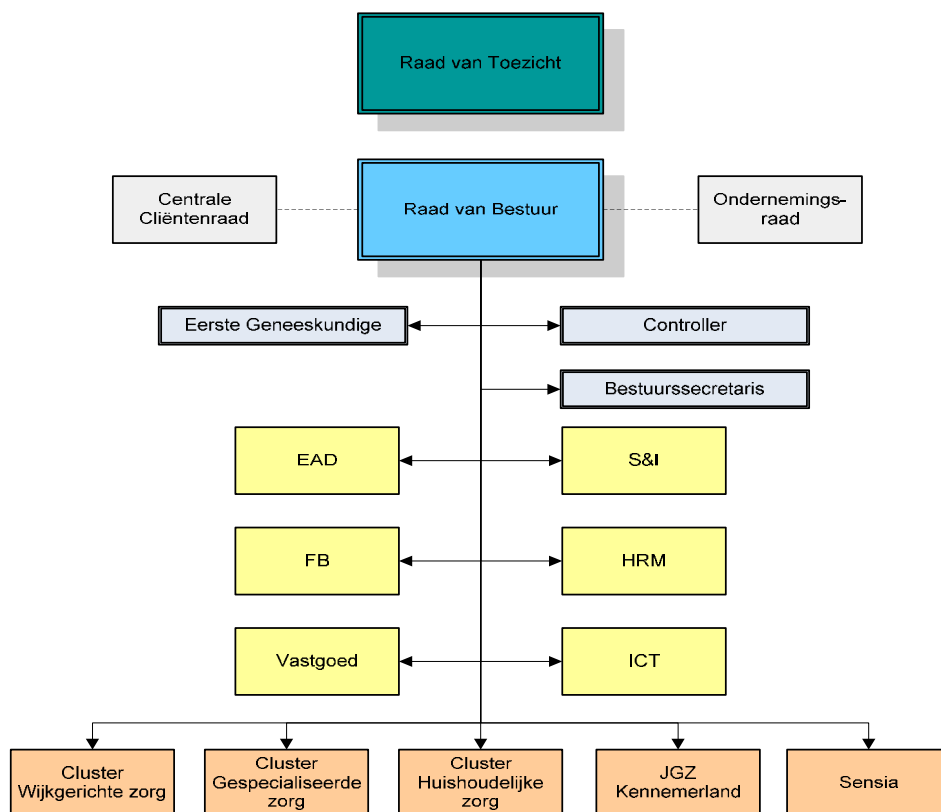 Raad van Toezicht
Centrale
Cliëntenraad
Raad van Bestuur
Ondernemings-
raad
Eerste Geneeskundige
Controller
Bestuurssecretaris
EAD
S&I
FB
HRM
Vastgoed
ICT
Cluster
Wijkgerichte zorg
Cluster
Gespecialiseerde
zorg
Cluster
Huishoudelijke
zorg
JGZ
Kennemerland
Sensia